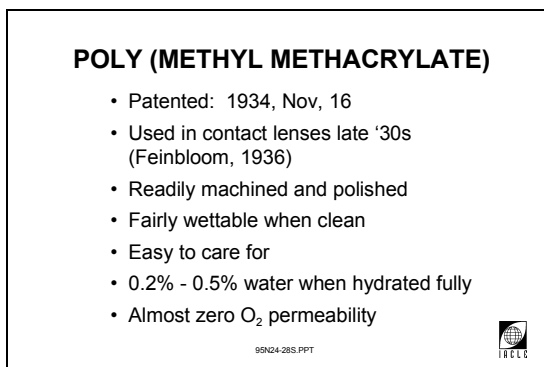 POLY (METHYL METHACRYLATE)
• Patented: 1934, Nov, 16
• Used in contact lenses late ‘30s
(Feinbloom, 1936)
• Readily machined and polished
• Fairly wettable when clean
• Easy to care for
• 0.2% - 0.5% water when hydrated fully
• Almost zero O₂ permeability
95N24-28S.PPT
IACLE